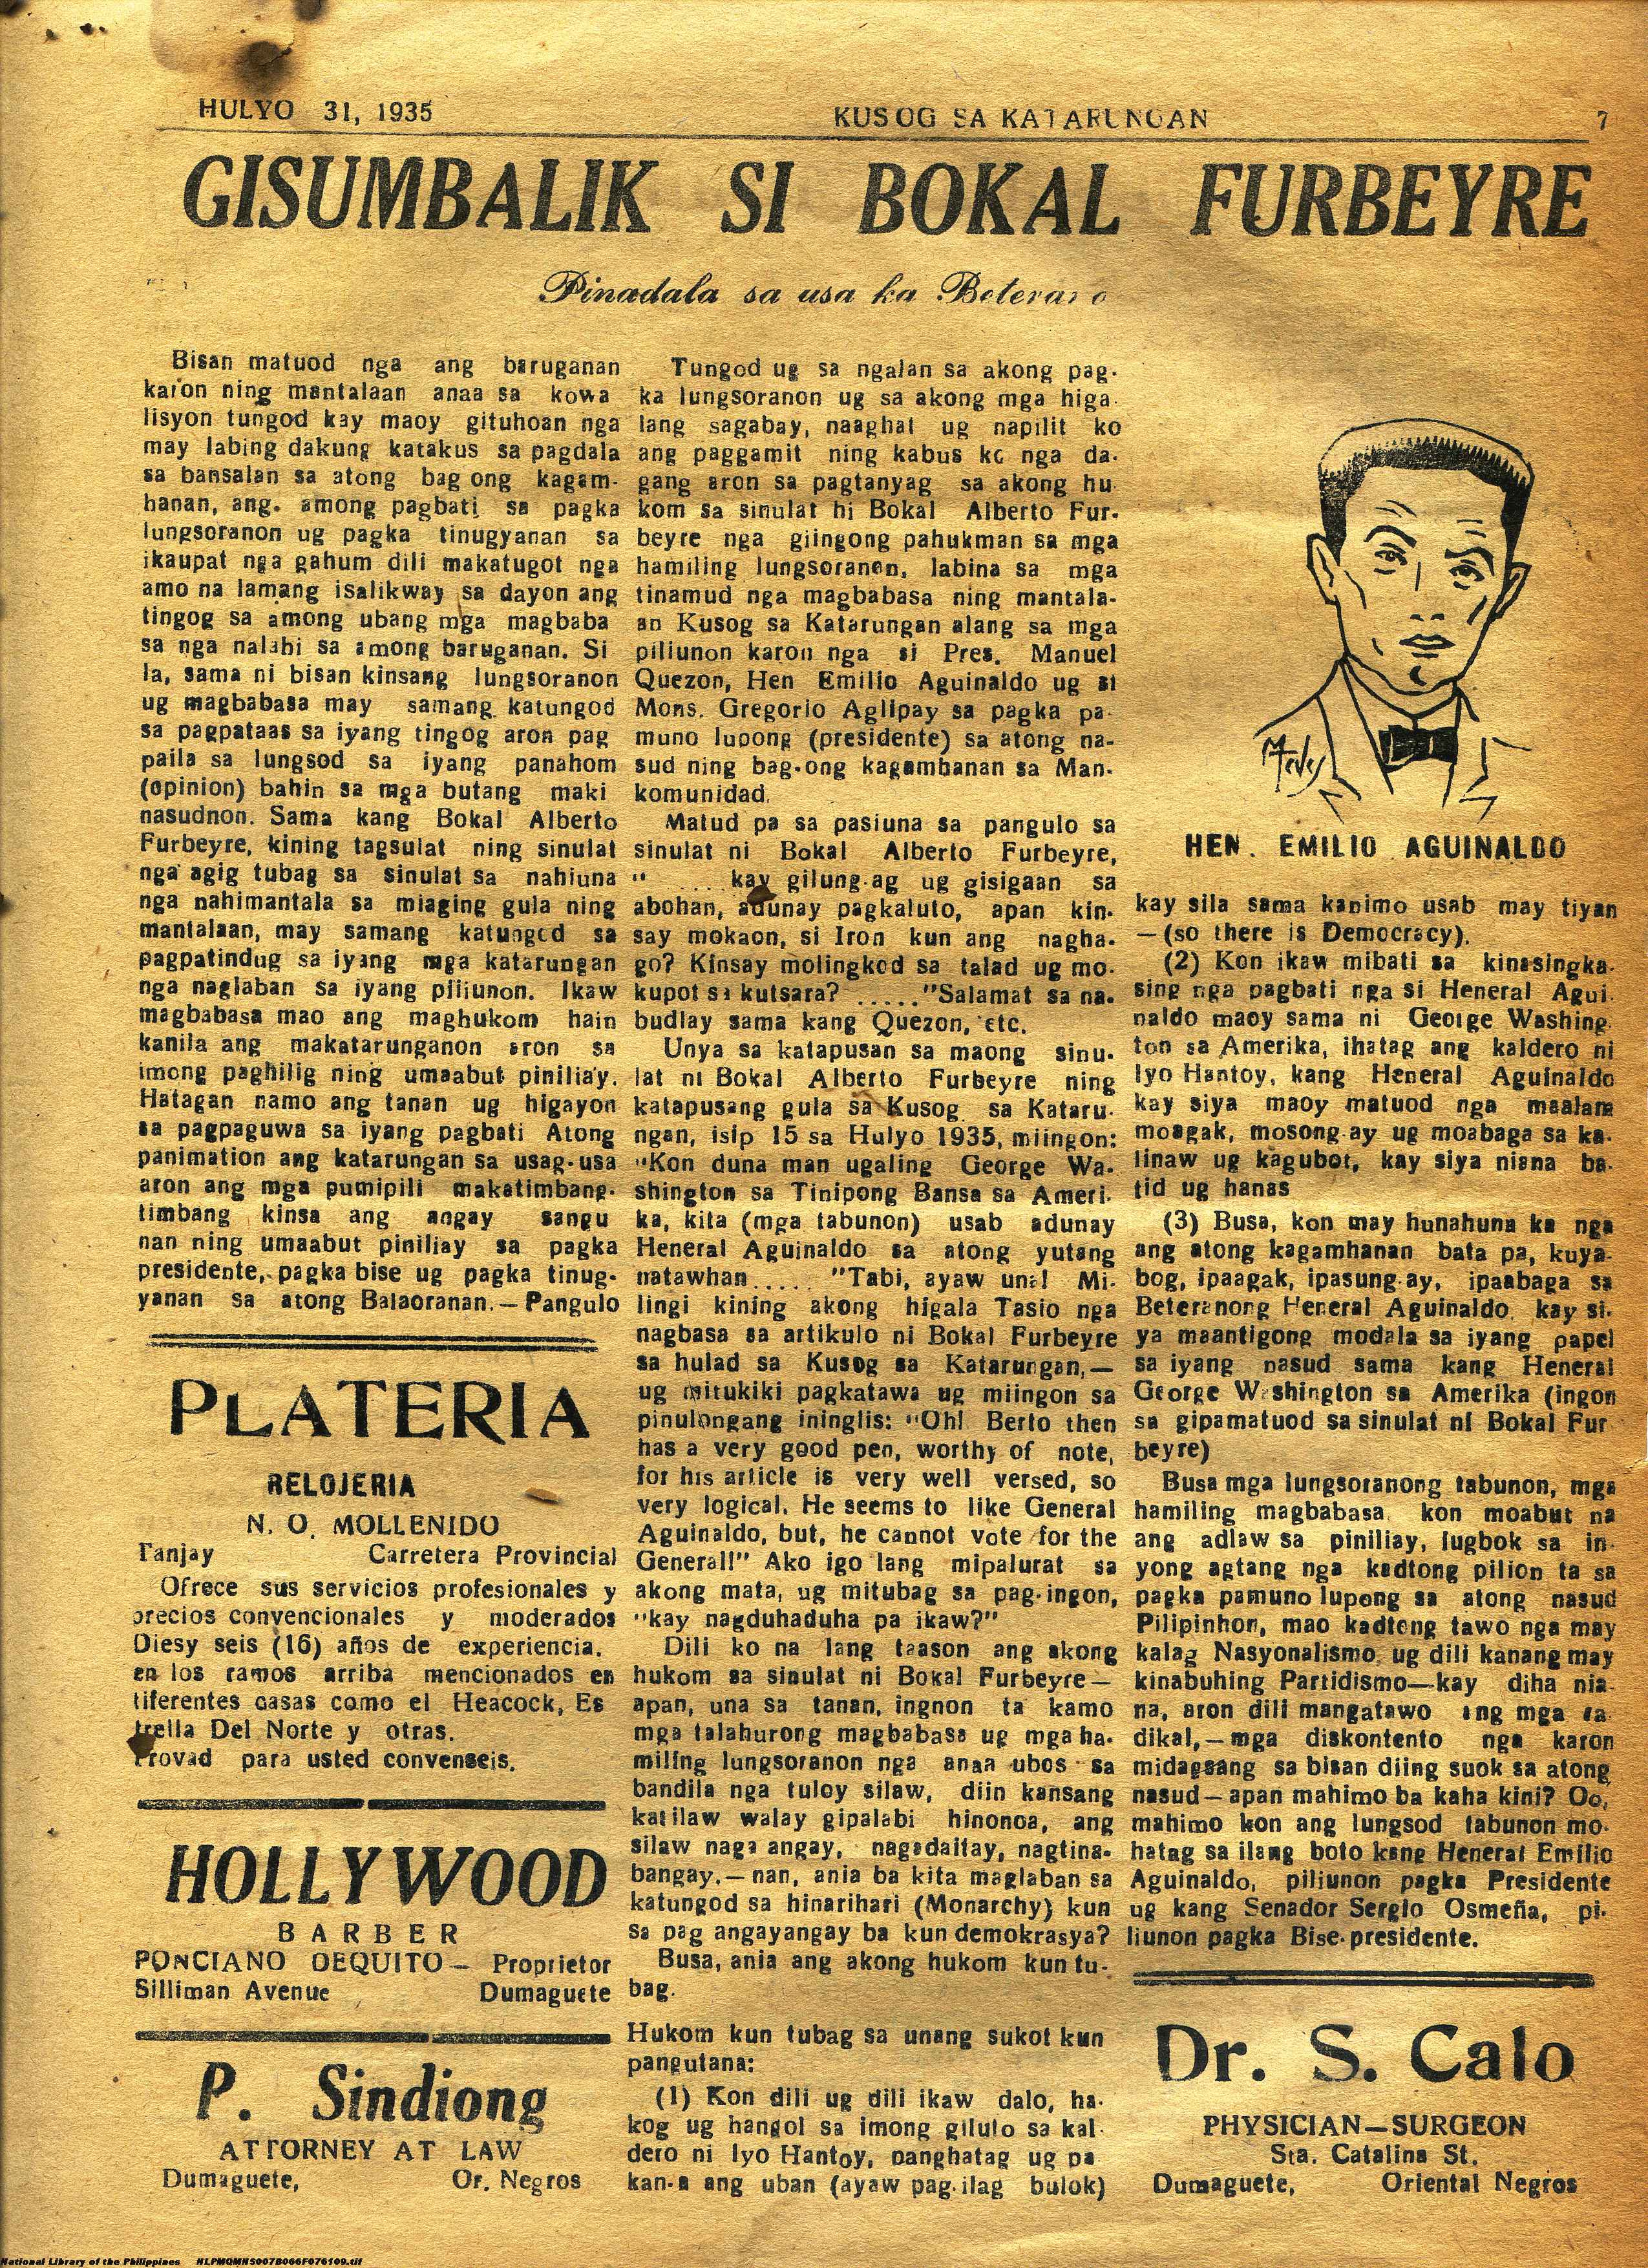 HULYO 31, 1935 KUSOG SA KATARUNGAN 7
GISUMBALIK SI BOKAL FURBEYRE
Pinadala sa usa ka Beterano
Bisan matuod nga ang baruganan
karon ning mantalaan anaa sa kowa
lisyon tungod kay maoy gituhoan nga
may labing dakung katakus sa pagdala
sa bansalan sa atong bag ong kagam-
hanan, ang. among pagbati sa pagka
lungsoranon ug pagka tinugyanan sa
ikaupat nga gahum dili makatugot nga
amo na lamang isalikway sa dayon ang
tingog sa among ubang mga magbaba
sa nga nalahi sa among baruganan. Si
la, sama ni bisan kinsang lungsoranon
ug magbabasa may samang katungod
sa pagpataas sa iyang tingog aron pag
paila sa lungsod sa iyang panahom
(opinion) bahin sa mga butang maki
nasudnon. Sama kang Bokal Alberto
Furbeyre, kining tagsulat ning sinulat
nga agig tubag sa sinulat sa nahiuna
nga nahimantala sa miaging gula ning
mantalaan, may samang katungod sa
pagpatindug sa iyang mga katarungan
nga naglaban sa iyang piliunon. Ikaw
magbabasa mao ang maghukom hain
kanila ang makatarunganon aron sa
imong paghilig ning umaabut piniliay.
Hatagan namo ang tanan ug higayon
sa pagpaguwa sa iyang pagbati Atong
panimation ang katarungan sa usag-usa
aron ang mga pumipili makatimbang-
timbang kinsa ang angay sangu
nan ning umaabut piniliay sa pagka
presidente, pagka bise ug pagka tinug-
yanan sa atong Balaoranan.—Pangulo
PLATERIA
RELOJERIA
N. O. MOLLENIDO
Tanjay Carretera Provincial
Ofrece sus servicios profesionales y
precios convencionales y moderados
Diesy seis (16) años de experiencia.
en los ramos arriba mencionados en
tiferentes casas como el Heacock, Es
trella Del Norte y otras.
Provad para usted convenseis.
HOLLYWOOD
BARBER
PONCIANO OEQUITO— Proprietor
Silliman Avenue Dumaguete
P. Sindiong
ATTORNEY AT LAW
Dumaguete, Or. Negros
Tungod ug sa ngalan sa akong pag-
ka lungsoranon ug sa akong mga higa-
lang sagabay, naaghat ug napilit ko
ang paggamit ning kabus ko nga da-
gang aron sa pagtanyag sa akong hu
kom sa sinulat hi Bokal Alberto Fur-
beyre nga giingong pahukman sa mga
hamiling lungsoranon, labina sa mga
tinamud nga magbabasa ning mantala-
an Kusog sa Katarungan alang sa mga
piliunon karon nga si Pres. Manuel
Quezon, Hen Emilio Aguinaldo ug si
Mons. Gregorio Aglipay sa pagka pa-
muno lupong (presidente) sa atong na-
sud ning bag-ong kagamhanan sa Man-
komunidad.
Matud pa sa pasiuna sa pangulo sa
sinulat ni Bokal Alberto Furbeyre,
" .... kay gilung-ag ug gisigaan sa
abohan, adunay pagkaluto, apan kin-
say mokaon, si Iron kun ang nagha-
go? Kinsay molingkod sa talad ug mo-
kupot sa kutsara? ....."Salamat sa na-
budlay sama kang Quezon, etc.
Unya sa katapusan sa maong sinu-
lat ni Bokal Alberto Furbeyre ning
katapusang gula sa Kusog sa Kataru-
ngan, isip 15 sa Hulyo 1935, miingon:
"Kon duna man ugaling George Wa-
shington sa Tinipong Bansa sa Ameri-
ka, kita (mga tabunon) usab adunay
Heneral Aguinaldo sa atong yutang
natawhan..... "Tabi, ayaw una! Mi-
lingi kining akong higala Tasio nga
nagbasa sa artikulo ni Bokal Furbeyre
sa hulad sa Kusog sa Katarungan,—
ug mitukiki pagkatawa ug miingon sa
pinulongang ininglis: "Oh! Berto then
has a very good pen, worthy of note,
for his article is very well versed, so
very logical. He seems to like General
Aguinaldo, but, he cannot vote for the
General!" Ako igo lang mipalurat sa
akong mata, ug mitubag sa pag-ingon,
"kay nagduhaduha pa ikaw?"
Dili ko na lang taason ang akong
hukom sa sinulat ni Bokal Furbeyre—
apan, una sa tanan, ingnon ta kamo
mga talahurong magbabasa ug mga ha-
miling lungsoranon nga anaa ubos sa
bandila nga tuloy silaw, diin kansang
katilaw walay gipalabi hinonoa, ang
silaw naga angay, nagadaitay, nagtina-
bangay.—nan, ania ba kita maglaban sa
katungod sa hinarihari (Monarchy) kun
sa pag angayangay ba kun demokrasya?
Busa, ania ang akong hukom kun tu-
bag.
Hukom kun tubag sa unang sukot kun
pangutana:
(1) Kon dili ug dili ikaw dalo, ha-
kog ug hangol sa imong giluto sa kal-
dero ni Iyo Hantoy, panghatag ug pa
kan-a ang uban (ayaw pag-ilag bulok)
HEN. EMILIO AGUINALDO
kay sila sama kanimo usab may tiyan
—(so there is Democracy).
(2) Kon ikaw mibati sa kinasingka-
sing nga pagbati nga si Heneral Agui-
naldo maoy sama ni George Washing-
ton sa Amerika, ihatag ang kaldero ni
Iyo Hantoy, kang Heneral Aguinaldo
kay siya maoy matuod nga maalam
moagak, mosong-ay ug moabaga sa ka-
linaw ug kagubot, kay siya niana ba-
tid ug hanas
(3) Busa, kon may hunahuna ka nga
ang atong kagamhanan bata pa, kuya-
bog, ipaagak, ipasung-ay, ipaabaga sa
Beteranong Heneral Aguinaldo, kay si-
ya maantigong modala sa iyang papel
sa iyang nasud sama kang Heneral
George Washington sa Amerika (ingon
sa gipamatuod sa sinulat ni Bokal Fur
beyre)
Busa mga lungsoranong tabunon, mga
hamiling magbabasa kon moabut na
ang adlaw sa piniliay, lugbok sa in-
yong agtang nga kadtong pilion ta sa
pagka pamuno lupong sa atong nasud
Pilipinhon, mao kadtong tawo nga may
kalag Nasyonalismo ug dili kanang may
kinabuhing Partidismo—kay diha nia-
na, aron dili mangatawo ang mga ra
dikal,—mga diskontento nga karon
midagsang sa bisan diing suok sa atong
nasud—apan mahimo ba kaha kini? Oo,
mahimo kon ang lungsod tabunon mo-
hatag sa ilang boto kang Heneral Emilio
Aguinaldo, piliunon pagka Presidente
ug kang Senador Sergio Osmeña, pi-
liunon pagka Bise-presidente.
Dr. S. Calo
PHYSICIAN—SURGEON
Sta. Catalina St.
Dumaguete, Oriental Negros
National Library of the Philippines NLPMQMNS007B066F076109.tif